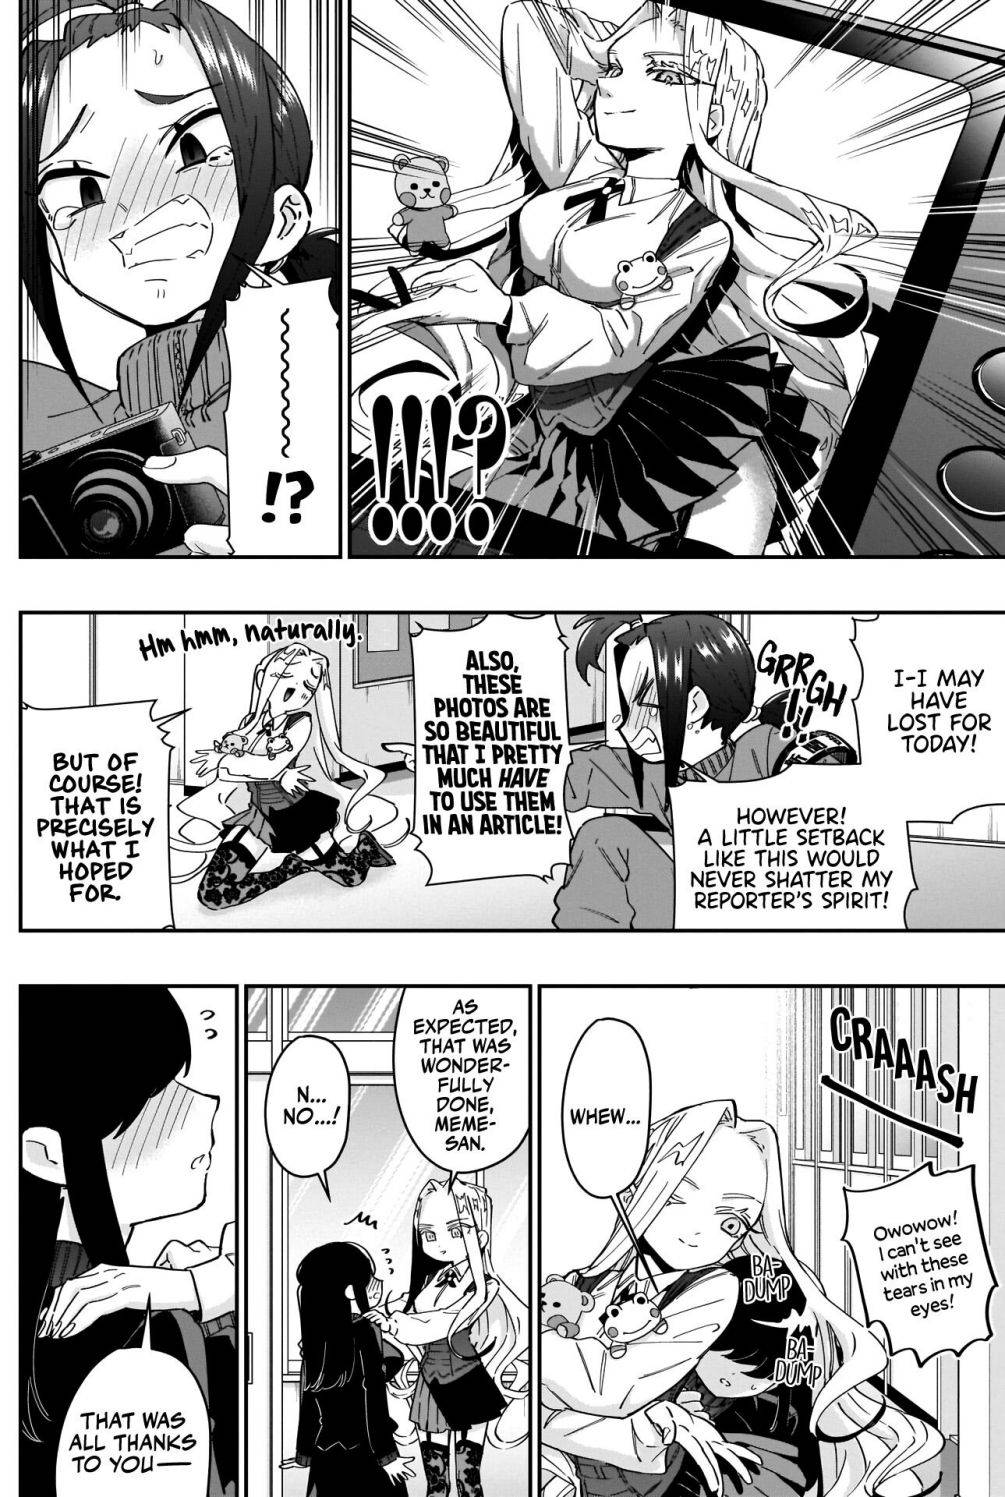 !!!!?
!?
I-I MAY
HAVE
LOST FOR
TODAY!
HOWEVER!
A LITTLE SETBACK
LIKE THIS WOULD
NEVER SHATTER MY
REPORTER'S SPIRIT!
GRRGH
!!
ALSO,
THESE
PHOTOS ARE
SO BEAUTIFUL
THAT I PRETTY
MUCH HAVE
TO USE THEM
IN AN ARTICLE!
Hm hmm, naturally.
BUT OF
COURSE!
THAT IS
PRECISELY
WHAT I
HOPED
FOR.
CRAAASH
Owowow!
I can't see
with these
tears in my
eyes!
WHEW...
BA-
DUMP
BA-
DUMP
AS
EXPECTED,
THAT WAS
WONDER-
FULLY
DONE,
MEME-
SAN.
N...
NO...!
THAT WAS
ALL THANKS
TO YOU—